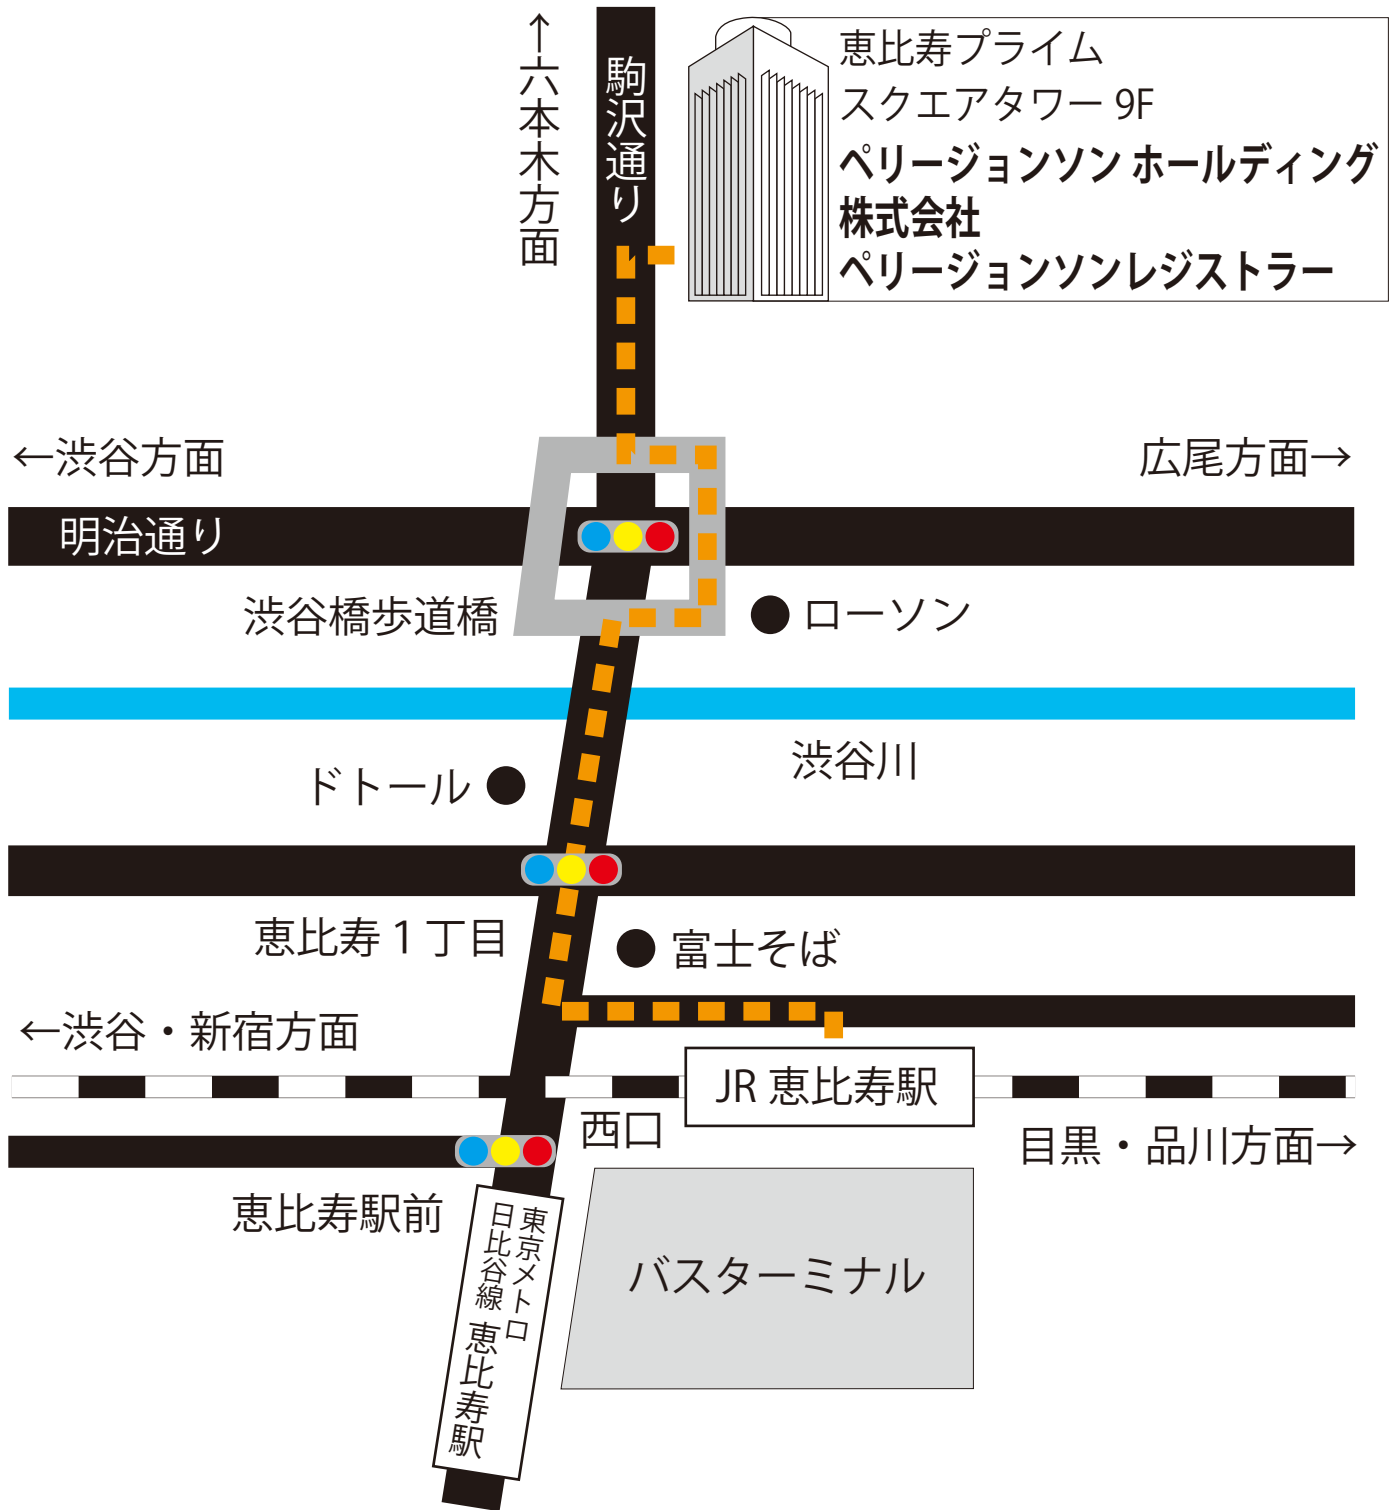 ↑六本木方面
駒沢通り
恵比寿プライム
スクエアタワー 9F
ペリージョンソン ホールディング
株式会社
ペリージョンソンレジストラー
←渋谷方面
広尾方面→
明治通り
渋谷橋歩道橋
ローソン
渋谷川
ドトール
恵比寿１丁目
富士そば
←渋谷・新宿方面
JR 恵比寿駅
西口
目黒・品川方面→
恵比寿駅前
東京メトロ
日比谷線
恵比寿駅
バスターミナル